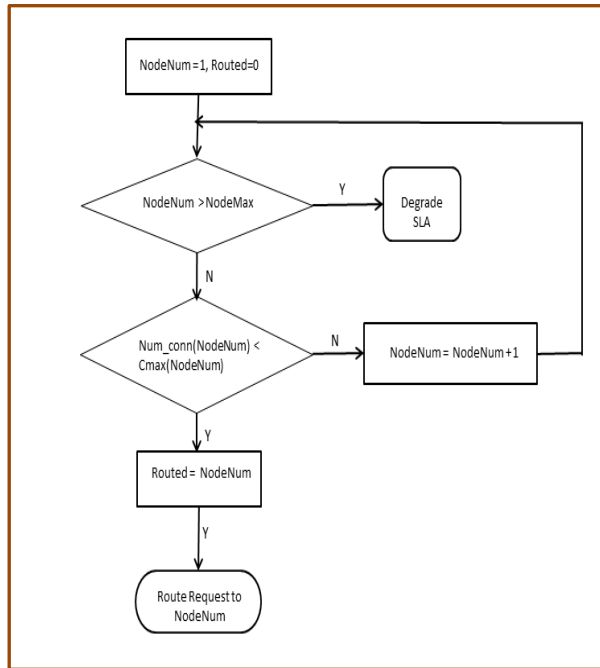 NodeNum =1, Routed=0
NodeNum >NodeMax
Y
Degrade
SLA
N
Num_conn(NodeNum) <
Cmax(NodeNum)
N
NodeNum = NodeNum +1
Y
Routed = NodeNum
Y
Route Request to
NodeNum